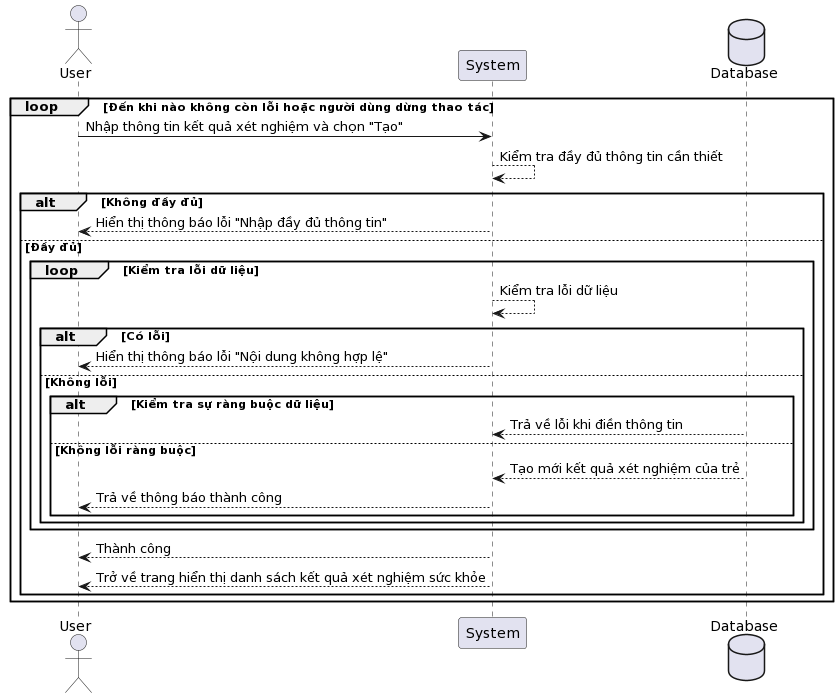 User
System
Database
loop [Đến khi nào không còn lỗi hoặc người dùng dừng thao tác]
Nhập thông tin kết quả xét nghiệm và chọn "Tạo"
Kiểm tra đầy đủ thông tin cần thiết
alt [Không đầy đủ]
Hiển thị thông báo lỗi "Nhập đầy đủ thông tin"
[Đầy đủ]
loop [Kiểm tra lỗi dữ liệu]
Kiểm tra lỗi dữ liệu
alt [Có lỗi]
Hiển thị thông báo lỗi "Nội dung không hợp lệ"
[Không lỗi]
alt [Kiểm tra sự ràng buộc dữ liệu]
Trả về lỗi khi điền thông tin
[Không lỗi ràng buộc]
Tạo mới kết quả xét nghiệm của trẻ
Trả về thông báo thành công
Thành công
Trở về trang hiển thị danh sách kết quả xét nghiệm sức khỏe
User
System
Database